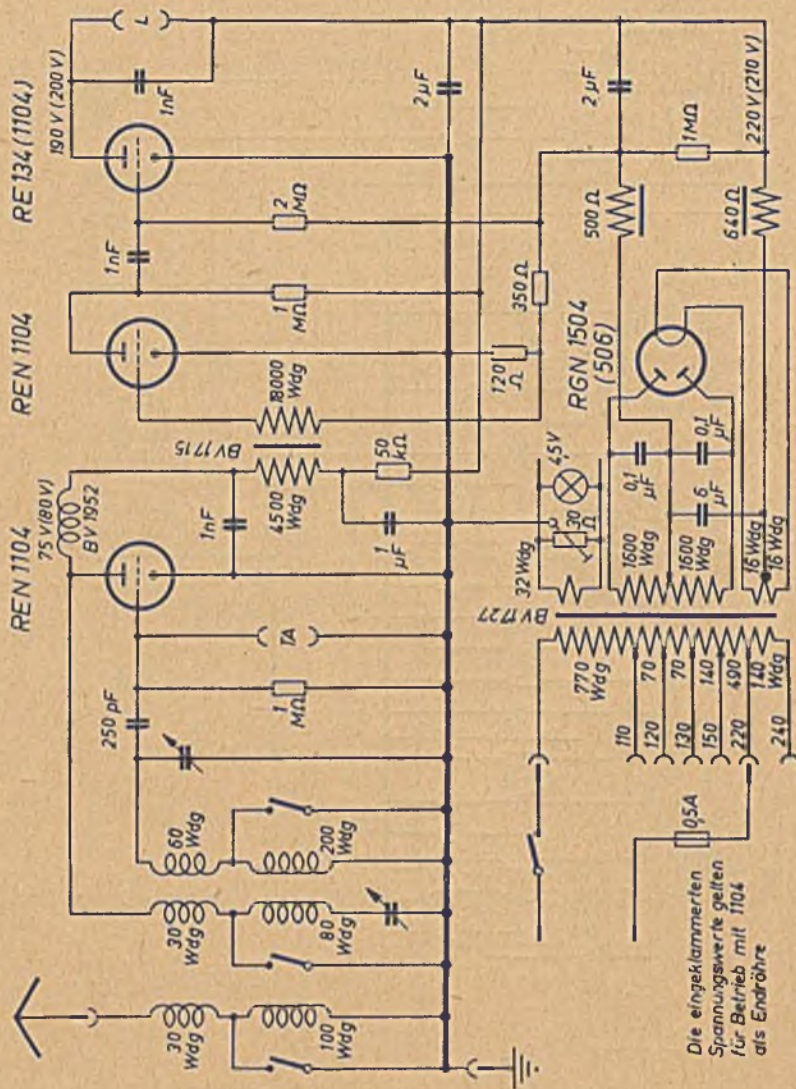 REN 1104
REN 1104
RE 134 (1104)
75 V (80 V)
BV 1952
190 V (200 V)
L
1nF
250 pF
1nF
1nF
60
Wdg
200
Wdg
30
Wdg
80
Wdg
30
Wdg
100
Wdg
1
MΩ
TA
4500
Wdg
BV 1715
18000
Wdg
1
µF
50
kΩ
1
MΩ
2
MΩ
2 µF
120
Ω
350 Ω
2 µF
1MΩ
500 Ω
640 Ω
220 V (210 V)
RGN 1504
(506)
4,5V
30
Ω
32 Wdg
0,1
µF
0,1
µF
6
µF
1600
Wdg
1600
Wdg
16 Wdg
16 Wdg
BV 1727
770
Wdg
70
70
140
490
140
Wdg
110
120
130
150
220
240
0,5A
Die eingeklammerten
Spannungswerte gelten
für Betrieb mit 1104
als Endröhre